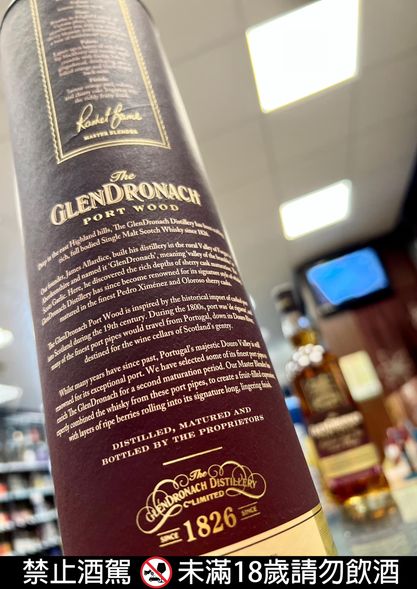 Rachel Barrie
MASTER BLENDER
The
GLENDRONACH
PORT WOOD
Deep in the east Highland hills, The GlenDronach Distillery has been
rich, full bodied Single Malt Scotch Whisky since 1826.
Our founder, James Allardice, built his distillery in the rural Valley of
Aberdeenshire and named it 'GlenDronach', meaning 'valley of the
Scots Gaelic. Here, he discovered the rich depths of sherry cask
GlenDronach Distillery has since become renowned for its signature
matured in the finest Pedro Ximénez and Oloroso sherry casks.
The GlenDronach Port Wood is inspired by the historical import of
into Scotland during the 19th century. During the 1800s, port was
many of the finest port pipes would travel from Portugal, down its
destined for the wine cellars of Scotland's gentry.
Whilst many years have since past, Portugal's majestic Douro Valley is still
renowned for its exceptional port. We have selected some of its finest port pipes to
enrich The GlenDronach for a second maturation period. Our Master Blender has
expertly combined the whisky from these port pipes, to create a fruit-filled
with layers of ripe berries rolling into its signature long, lingering finish.
DISTILLED, MATURED AND
BOTTLED BY THE PROPRIETORS
The
GLENDRONACH DISTILLERY
Co LIMITED
SINCE 1826 SINCE
禁止酒駕 未滿18歲請勿飲酒